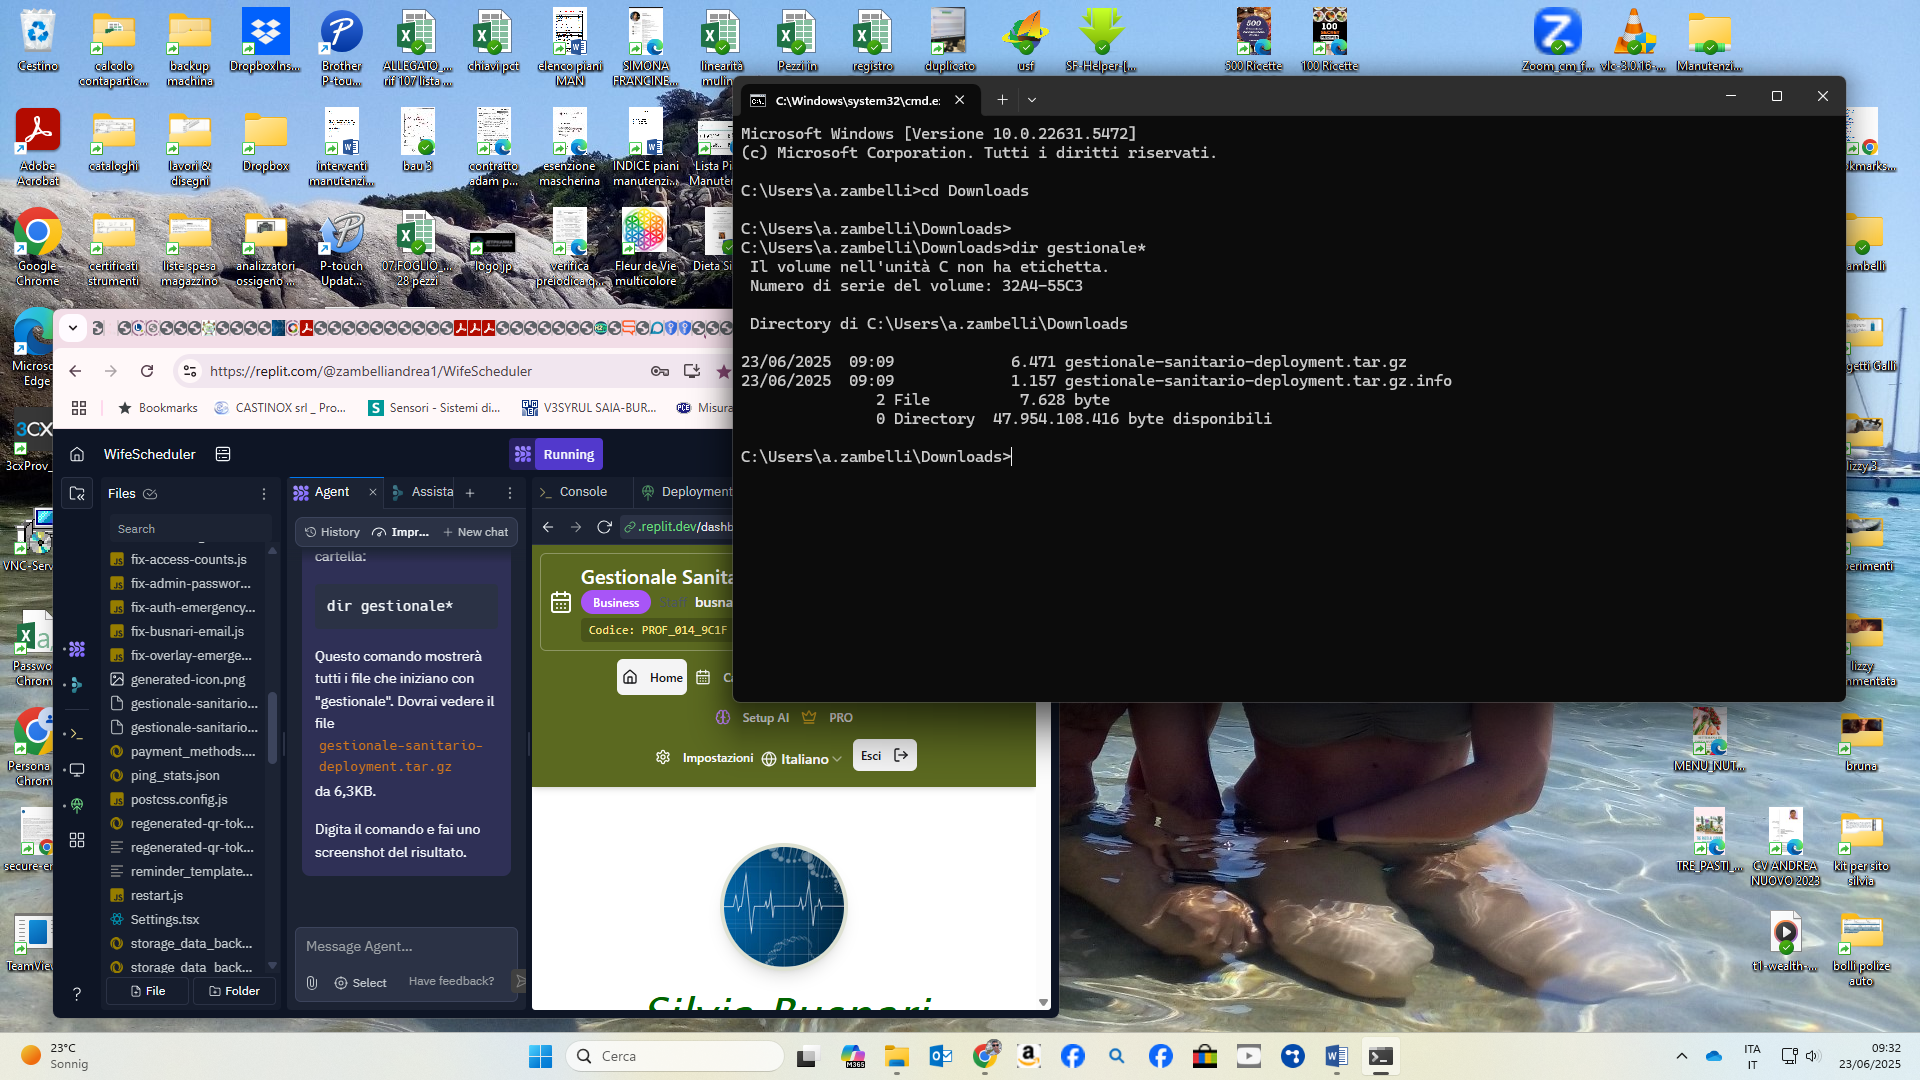 Cestino
calcolo contapartic...
backup macchina
DropboxIns...
Brother P-tou...
ALLEGATO_... rif 107 lista ...
chiavi pct
elenco piani MAN
SIMONA FRANCINE...
linearità mulin...
Pezzi in
registro
duplicato
usf
SF-Helper-[...
500 Ricette
100 Ricette
Zoom_cm_f...
vlc-3.0.16-...
Manutenzi...
Adobe Acrobat
cataloghi
lavori & disegni
Dropbox
interventi manutenzi...
bau 3
contratto adam p...
esenzione mascherina
INDICE piani manutenzi...
Lista Pi...
Manuten...
Google Chrome
certificati strumenti
liste spesa magazzino
analizzatori ossigeno ...
P-touch Updat...
07.FOGLIO_... 28 pezzi
logo.jp
verifica preiodica q...
Fleur de Vie multicolore
Dieta Si...
C:\Windows\system32\cmd.e:
Microsoft Windows [Versione 10.0.22631.5472]
(c) Microsoft Corporation. Tutti i diritti riservati.
C:\Users\a.zambelli>cd Downloads
C:\Users\a.zambelli\Downloads>
C:\Users\a.zambelli\Downloads>dir gestionale*
Il volume nell'unità C non ha etichetta.
Numero di serie del volume: 32A4-55C3
Directory di C:\Users\a.zambelli\Downloads
23/06/2025 09:09 6.471 gestionale-sanitario-deployment.tar.gz
23/06/2025 09:09 1.157 gestionale-sanitario-deployment.tar.gz.info
2 File 7.628 byte
0 Directory 47.954.108.416 byte disponibili
C:\Users\a.zambelli\Downloads>
https://replit.com/@zambelliandrea1/WifeScheduler
Bookmarks
CASTINOX srl _ Pro...
Sensori - Sistemi di...
V3SYRUL SAIA-BUR...
Misura
WifeScheduler
Running
Files
Agent
Assista
Console
Deployment
Search
History
Impr...
New chat
.replit.dev/dashb
fix-access-counts.js
fix-admin-passwor...
fix-auth-emergency...
fix-busnari-email.js
fix-overlay-emerge...
generated-icon.png
gestionale-sanitario...
gestionale-sanitario...
payment_methods....
ping_stats.json
postcss.config.js
regenerated-qr-tok...
regenerated-qr-tok...
reminder_template...
restart.js
Settings.tsx
storage_data_back...
storage_data_back...
File
Folder
cartella:
dir gestionale*
Questo comando mostrerà
tutti i file che iniziano con
"gestionale". Dovrai vedere il
file
gestionale-sanitario-
deployment.tar.gz
da 6,3KB.
Digita il comando e fai uno
screenshot del risultato.
Message Agent...
Select
Have feedback?
Gestionale Sanita
Business
Staff
busna
Codice: PROF_014_9C1F
Home
Setup AI
PRO
Impostazioni
Italiano
Esci
Silvia Busnari
Microso... Edge
3cxProv_...
VNC-Serv...
Passwo... Chrom...
Persona... Chrom...
secure-er...
TeamView...
MENU_NUT...
bruna
TRE_PASTI_...
CV ANDREA NUOVO 2023
kit per sito silvia
t1-wealth-...
bolli polize auto
23°C
Sonnig
Cerca
ITA
IT
09:32
23/06/2025